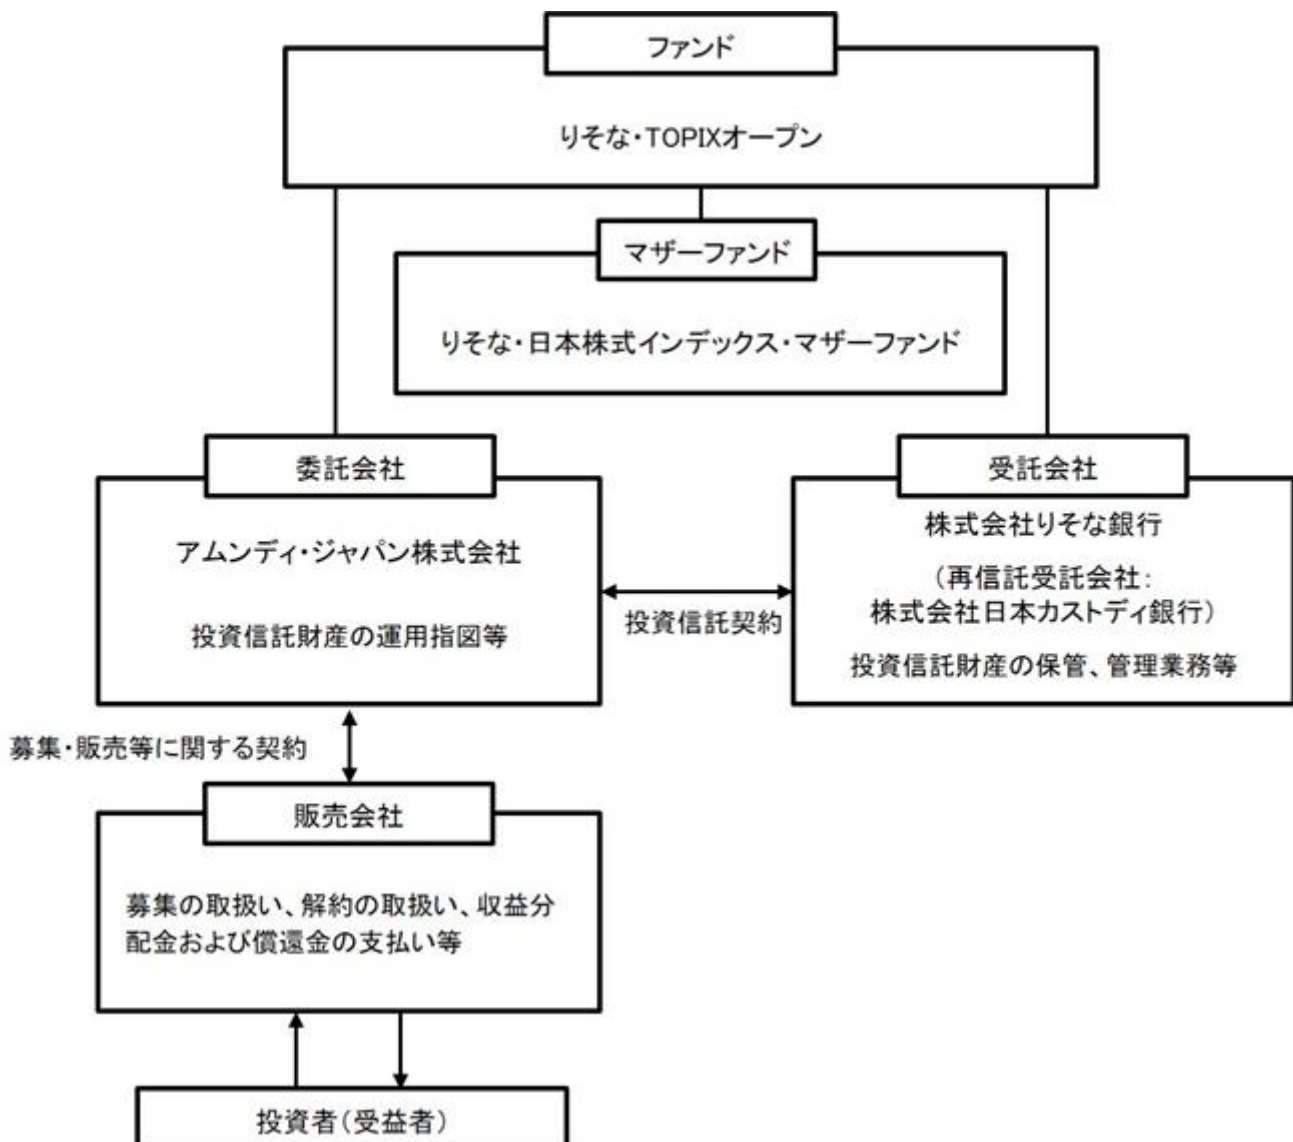 ファンド
りそな・TOPIXオープン
マザーファンド
りそな・日本株式インデックス・マザーファンド
委託会社
アムンディ・ジャパン株式会社
投資信託財産の運用指図等
投資信託契約
受託会社
株式会社りそな銀行
(再信託受託会社:
株式会社日本カストディ銀行)
投資信託財産の保管、管理業務等
募集・販売等に関する契約
販売会社
募集の取扱い、解約の取扱い、収益分
配金および償還金の支払い等
投資者(受益者)